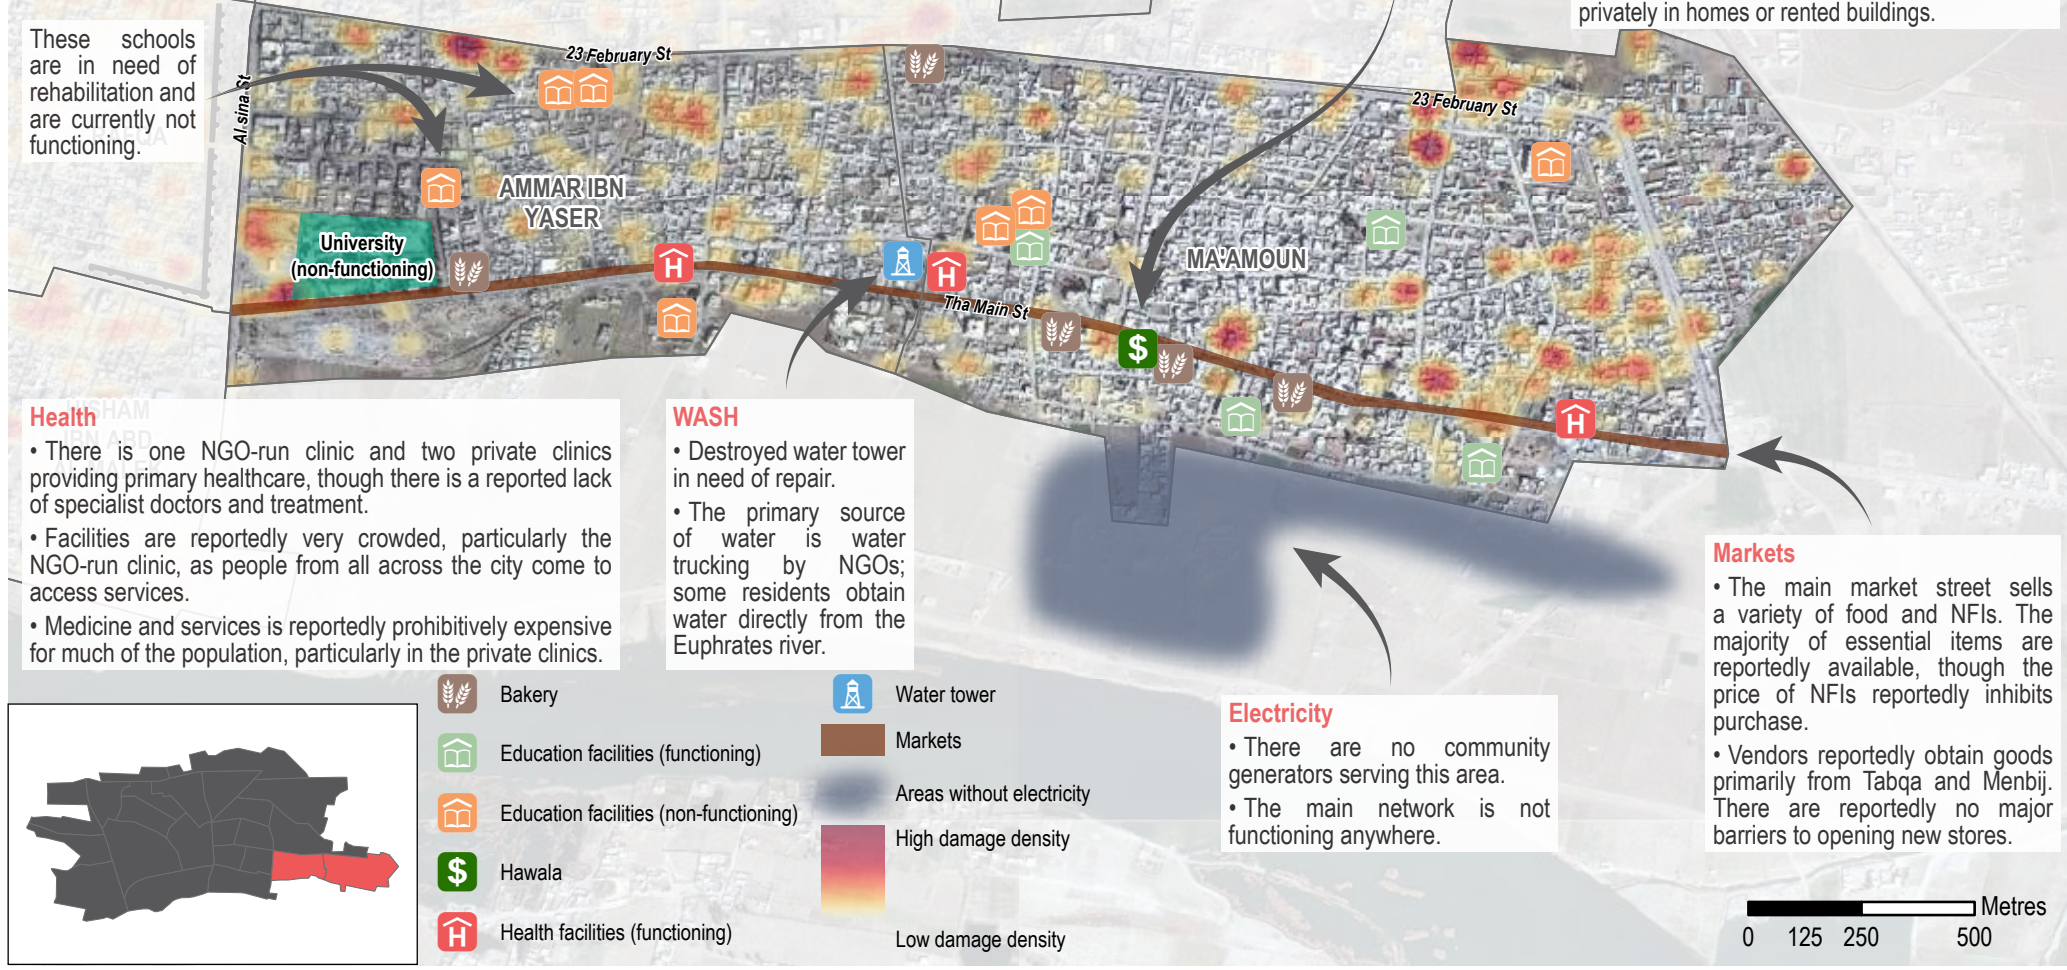 privately in homes or rented buildings.
These schools
are in need of
rehabilitation and
are currently not
functioning.
Al sina St
23 February St
23 February St
AMMAR IBN
YASER
University
(non-functioning)
MA'AMOUN
Tha Main St
HISHAM
IBN ABD
AL MALEK
Health
• There is one NGO-run clinic and two private clinics
providing primary healthcare, though there is a reported lack
of specialist doctors and treatment.
• Facilities are reportedly very crowded, particularly the
NGO-run clinic, as people from all across the city come to
access services.
• Medicine and services is reportedly prohibitively expensive
for much of the population, particularly in the private clinics.
WASH
• Destroyed water tower
in need of repair.
• The primary source
of water is water
trucking by NGOs;
some residents obtain
water directly from the
Euphrates river.
Electricity
• There are no community
generators serving this area.
• The main network is not
functioning anywhere.
Markets
• The main market street sells
a variety of food and NFIs. The
majority of essential items are
reportedly available, though the
price of NFIs reportedly inhibits
purchase.
• Vendors reportedly obtain goods
primarily from Tabqa and Menbij.
There are reportedly no major
barriers to opening new stores.
Bakery
Education facilities (functioning)
Education facilities (non-functioning)
$ Hawala
H Health facilities (functioning)
Water tower
Markets
Areas without electricity
High damage density
Low damage density
Metres
0 125 250 500